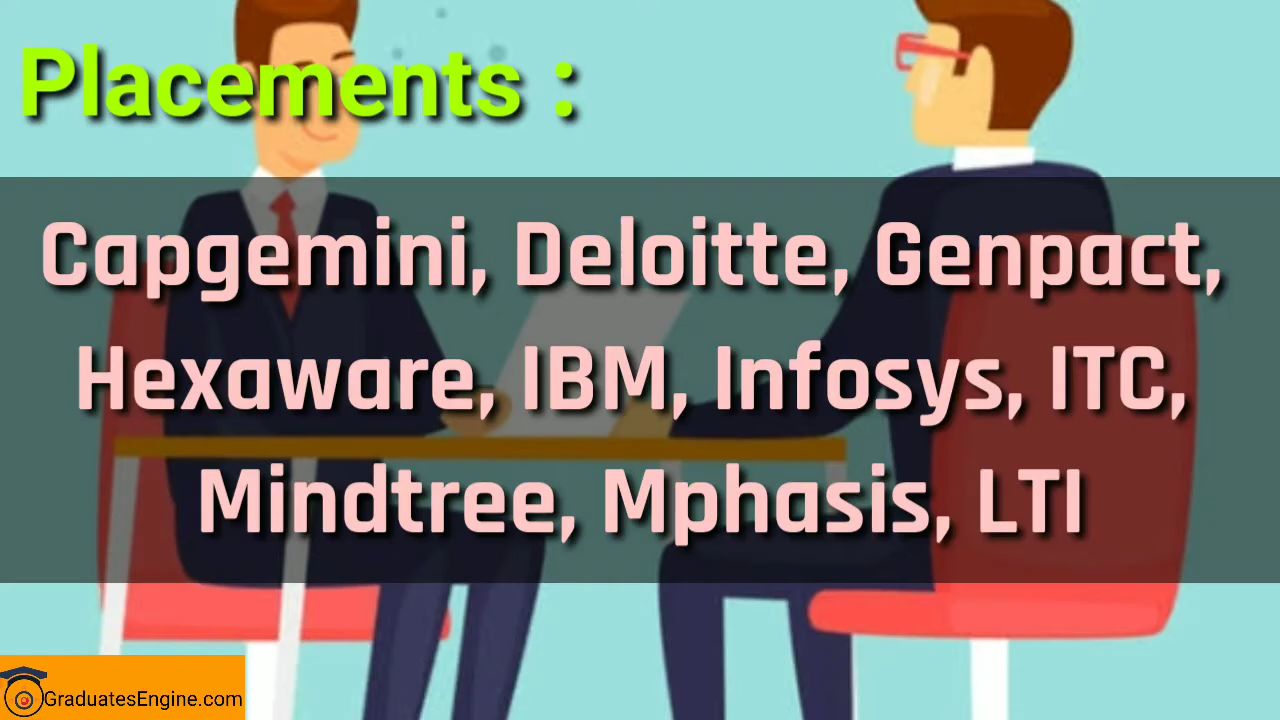 Placements :
Capgemini, Deloitte, Genpact,
Hexaware, IBM, Infosys, ITC,
Mindtree, Mphasis, LTI
GraduatesEngine.com